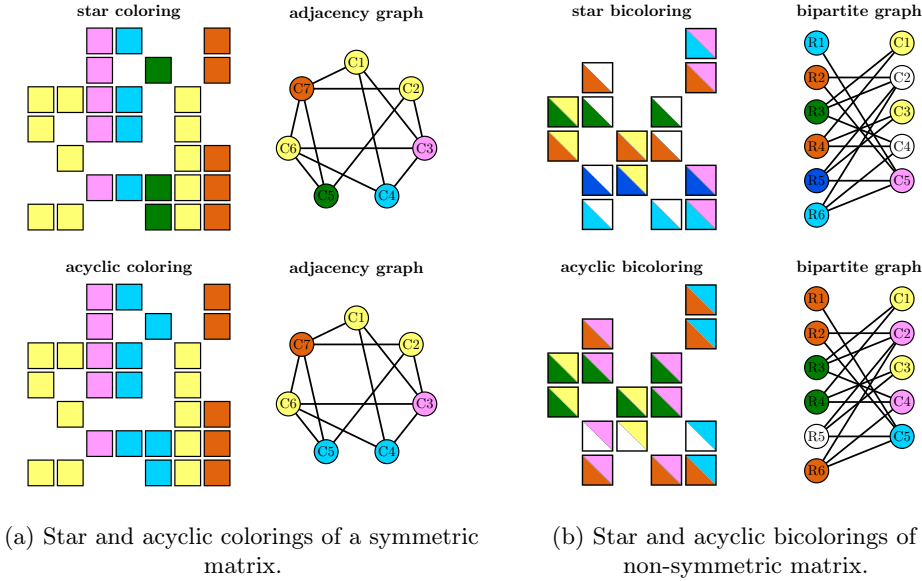 star coloring
adjacency graph
C1
C2
C7
C6
C3
C5
C4
star bicoloring
bipartite graph
R1
C1
R2
C2
R3
C3
R4
C4
R5
C5
R6
acyclic coloring
adjacency graph
C1
C2
C7
C6
C3
C5
C4
acyclic bicoloring
bipartite graph
R1
C1
R2
C2
R3
C3
R4
C4
R5
C5
R6
(a) Star and acyclic colorings of a symmetric
matrix.
(b) Star and acyclic bicolorings of
non-symmetric matrix.